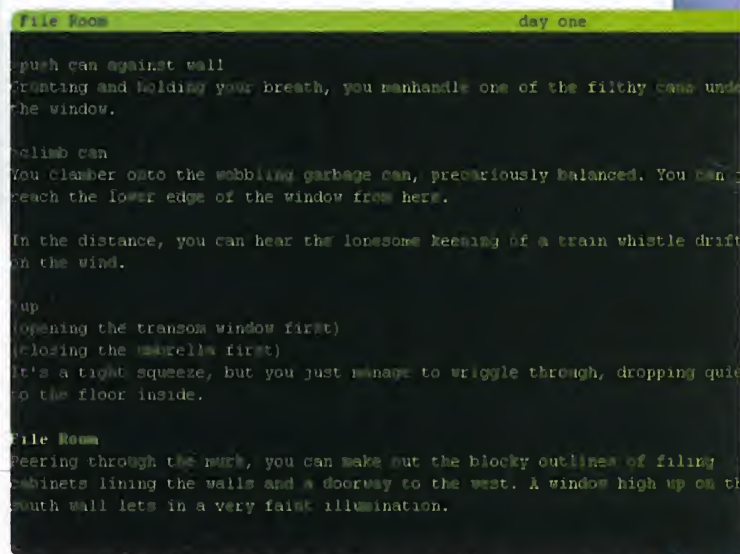 File Room day one
>push can against wall
Grunting and holding your breath, you manhandle one of the filthy cans unde
the window.
>climb can
You clamber onto the wobbling garbage can, precariously balanced. You can j
reach the lower edge of the window from here.
In the distance, you can hear the lonesome keening of a train whistle drift
on the wind.
>up
(opening the transom window first)
(closing the umbrella first)
It's a tight squeeze, but you just manage to wriggle through, dropping quie
to the floor inside.
File Room
Peering through the murk, you can make out the blocky outlines of filing
cabinets lining the walls and a doorway to the west. A window high up on th
south wall lets in a very faint illumination.